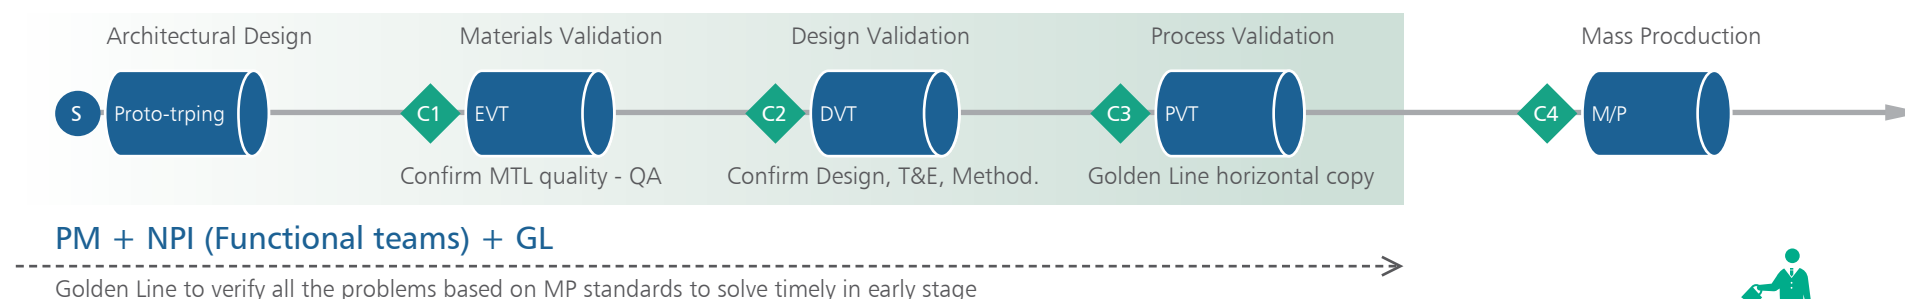 Architectural Design Materials Validation Design Validation Process Validation Mass Procduction
S Proto-trping C1 EVT C2 DVT C3 PVT C4 M/P
Confirm MTL quality - QA Confirm Design, T&E, Method. Golden Line horizontal copy
PM + NPI (Functional teams) + GL
Golden Line to verify all the problems based on MP standards to solve timely in early stage